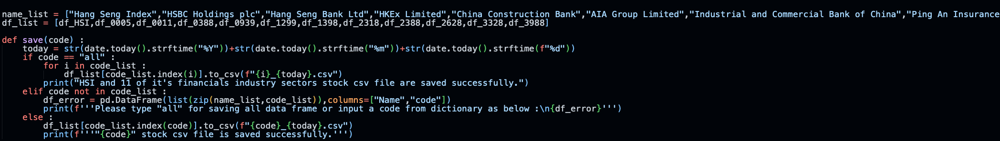 name_list = ["Hang Seng Index","HSBC Holdings plc","Hang Seng Bank Ltd","HKEx Limited","China Construction Bank","AIA Group Limited","Industrial and Commercial Bank of China","Ping An Insurance
df_list = [df_HSI,df_0005,df_0011,df_0388,df_0939,df_1299,df_1398,df_2318,df_2388,df_2628,df_3328,df_3988]
def save(code) :
    today = str(date.today().strftime("%Y"))+str(date.today().strftime("%m"))+str(date.today().strftime(f"%d"))
    if code == "all" :
        for i in code_list :
            df_list[code_list.index(i)].to_csv(f"{i}_{today}.csv")
        print("HSI and 11 of it's financials industry sectors stock csv file are saved successfully.")
    elif code not in code_list :
        df_error = pd.DataFrame(list(zip(name_list,code_list)),columns=["Name","code"])
        print(f'''Please type "all" for saving all data frame or input a code from dictionary as below :\n{df_error}''')
    else :
        df_list[code_list.index(code)].to_csv(f"{code}_{today}.csv")
        print(f'''"{code}" stock csv file is saved successfully.''')